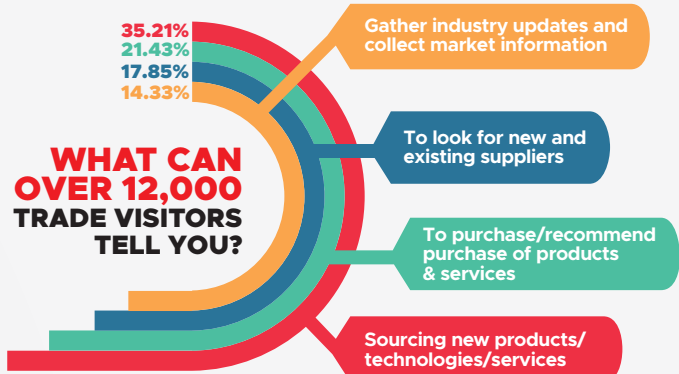 35.21%
21.43%
17.85%
14.33%
WHAT CAN
OVER 12,000
TRADE VISITORS
TELL YOU?
Gather industry updates and
collect market information
To look for new and
existing suppliers
To purchase/recommend
purchase of products
& services
Sourcing new products/
technologies/services